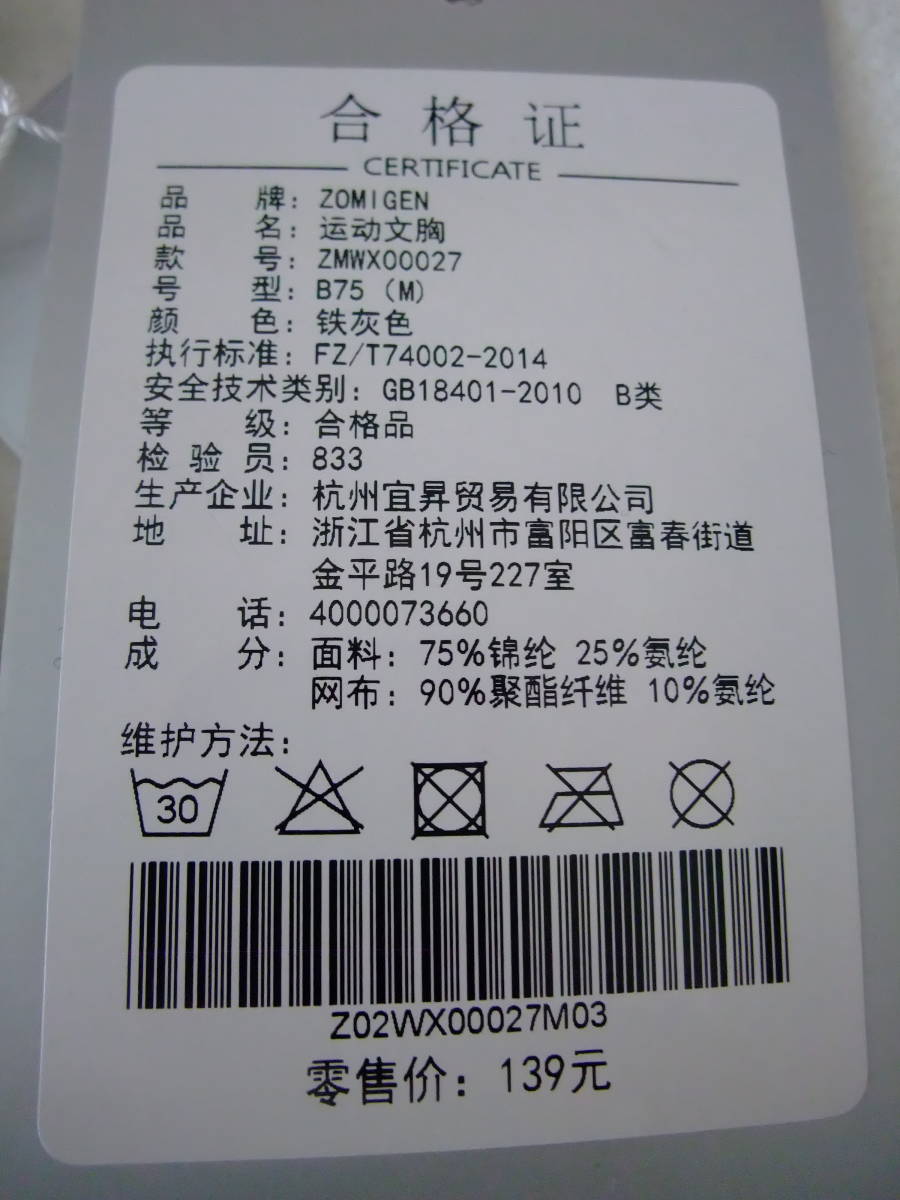 合格证
CERTIFICATE
品牌：ZOMIGEN
品名：运动文胸
款号：ZMWX00027
号型：B75（M）
颜色：铁灰色
执行标准：FZ/T74002-2014
安全技术类别：GB18401-2010 B类
等级：合格品
检验员：833
生产企业：杭州宜昇贸易有限公司
地址：浙江省杭州市富阳区富春街道
金平路19号227室
电话：4000073660
成分：面料：75%锦纶 25%氨纶
网布：90%聚酯纤维 10%氨纶
维护方法：
30
Z02WX00027M03
零售价：139元